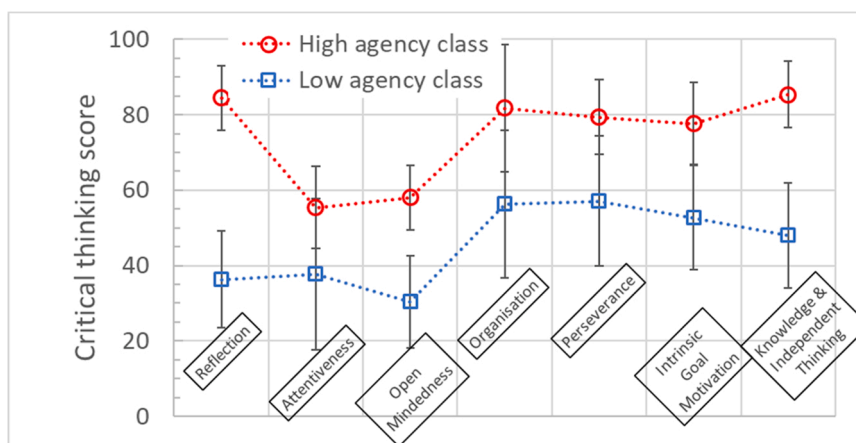 100
80
60
40
20
0
Critical thinking score
High agency class
Low agency class
Reflection
Attentiveness
Open
Mindedness
Organisation
Perseverance
Intrinsic
Goal
Motivation
Knowledge &
Independent
Thinking